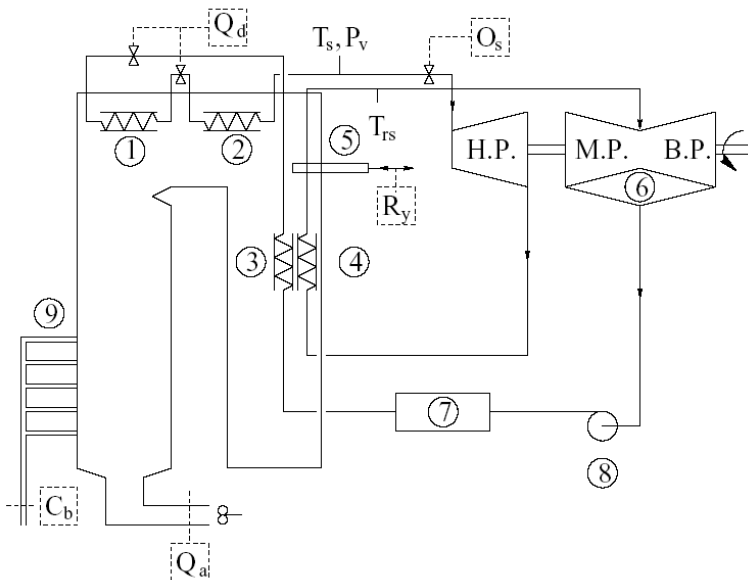 Q_d
T_s, P_v
O_s
T_rs
1
2
5
H.P.
M.P.
B.P.
6
R_y
3
4
9
7
8
C_b
Q_a